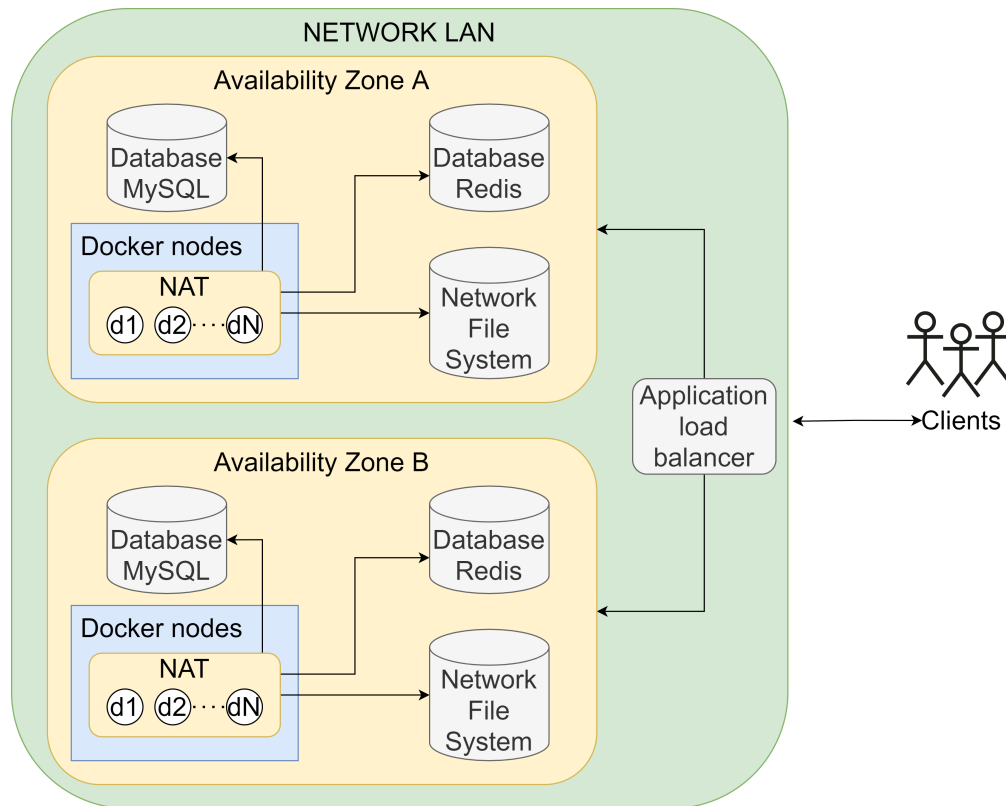 NETWORK LAN
Availability Zone A
Database
MySQL
Database
Redis
Docker nodes
NAT
d1 d2 ···· dN
Network
File
System
Application
load
balancer
Clients
Availability Zone B
Database
MySQL
Database
Redis
Docker nodes
NAT
d1 d2 ···· dN
Network
File
System